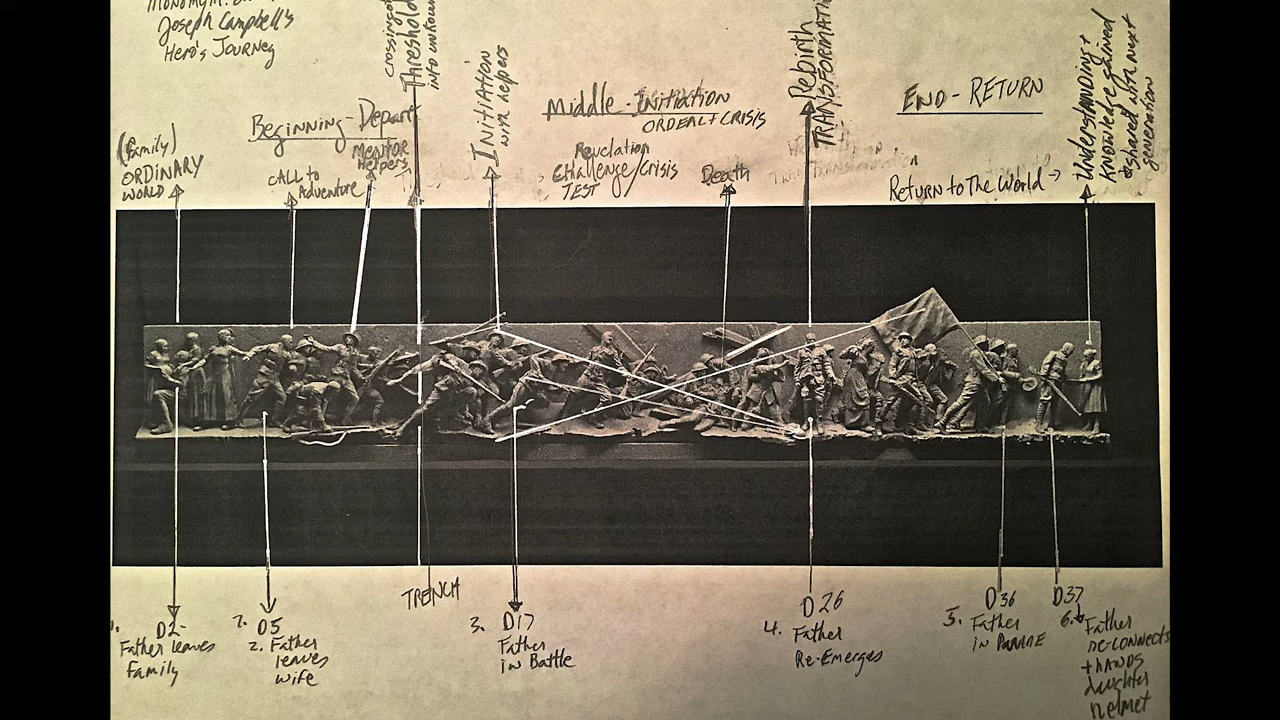 Joseph Campbell's
Hero's Journey
Crossing
Threshold
info unknown
INITIATION
with helpers
Rebirth
TRANSFORMATI
Understanding +
Knowledge gained
+ shared with next
generation
Beginning - Depart
Middle - Initiation
ORDEAL + CRISIS
END - RETURN
(family)
ORDINARY
WORLD
CALL to
Adventure
MENTOR
Helpers
Revelation
Challenge/Crisis
TEST
Death
Return to The World →
TRENCH
1. D2-
Father leaves
family
2. D5
2. Father
leaves
wife
3. D17
Father
in Battle
4. D26
Father
Re-Emerges
5. D36
Father
in PARADE
D37
6. Father
re-connects
+ hands
daughter
helmet